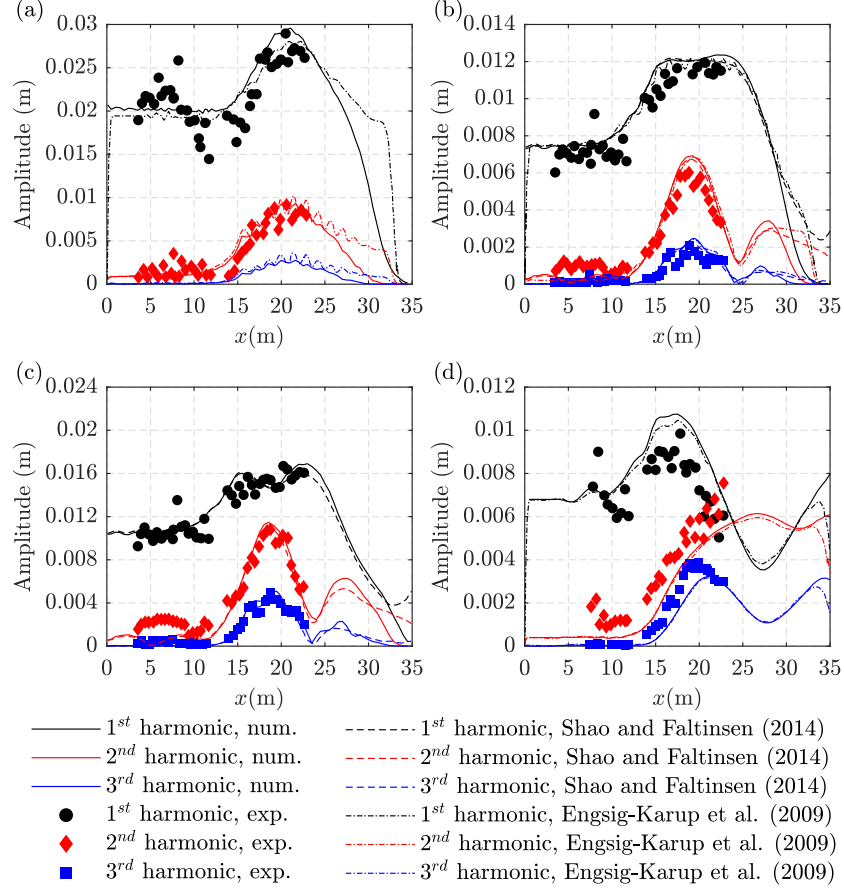 (a)
0.03
0.025
0.02
0.015
0.01
0.005
0
Amplitude (m)
0 5 10 15 20 25 30 35
x(m)
(b)
0.014
0.012
0.01
0.008
0.006
0.004
0.002
0
Amplitude (m)
0 5 10 15 20 25 30 35
x(m)
(c)
0.024
0.02
0.016
0.012
0.008
0.004
0
Amplitude (m)
0 5 10 15 20 25 30 35
x(m)
(d)
0.012
0.01
0.008
0.006
0.004
0.002
0
Amplitude (m)
0 5 10 15 20 25 30 35
x(m)
1st harmonic, num.
2nd harmonic, num.
3rd harmonic, num.
1st harmonic, exp.
2nd harmonic, exp.
3rd harmonic, exp.
1st harmonic, Shao and Faltinsen (2014)
2nd harmonic, Shao and Faltinsen (2014)
3rd harmonic, Shao and Faltinsen (2014)
1st harmonic, Engsig-Karup et al. (2009)
2nd harmonic, Engsig-Karup et al. (2009)
3rd harmonic, Engsig-Karup et al. (2009)